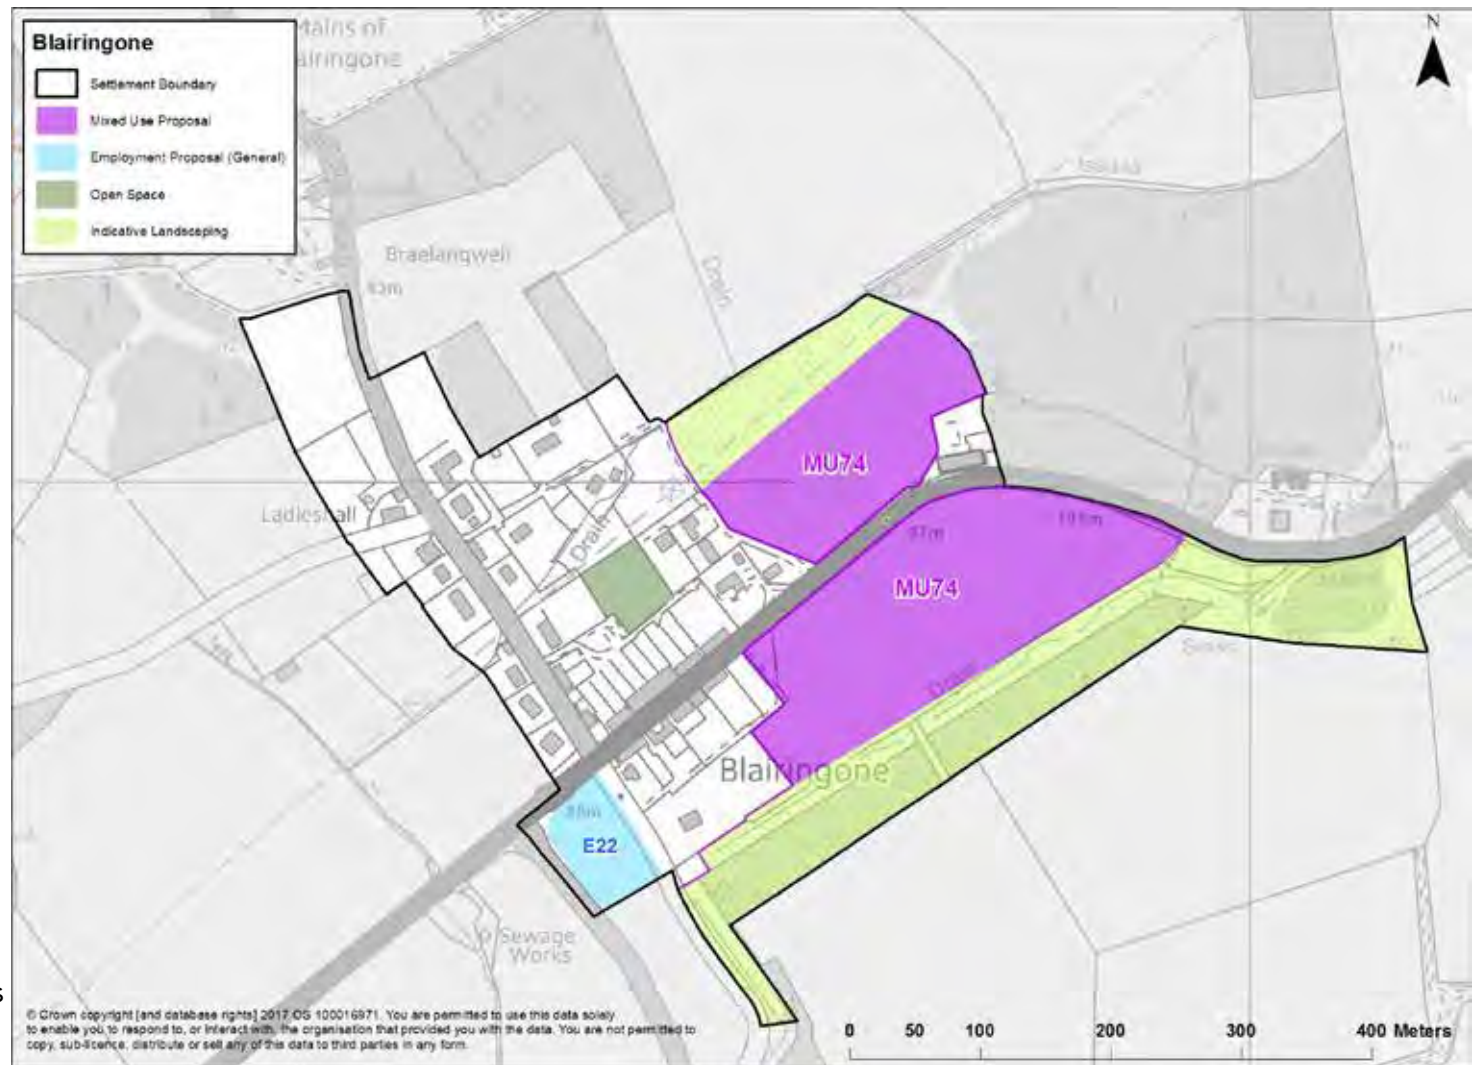 Blairingone
Settlement Boundary
Mixed Use Proposal
Employment Proposal (General)
Open Space
Indicative Landscaping
Mains of
Blairingone
N
Issues
Braelangwell
Drain
MU74
Ladieshall
Drain
97m
MU74
Drain
Blairingone
E22
Sewage
Works
s
© Crown copyright [and database rights] 2017 OS 100016971. You are permitted to use this data solely
to enable you to respond to, or interact with, the organisation that provided you with the data. You are not permitted to
copy, sub-licence, distribute or sell any of this data to third parties in any form.
0 50 100 200 300 400 Meters